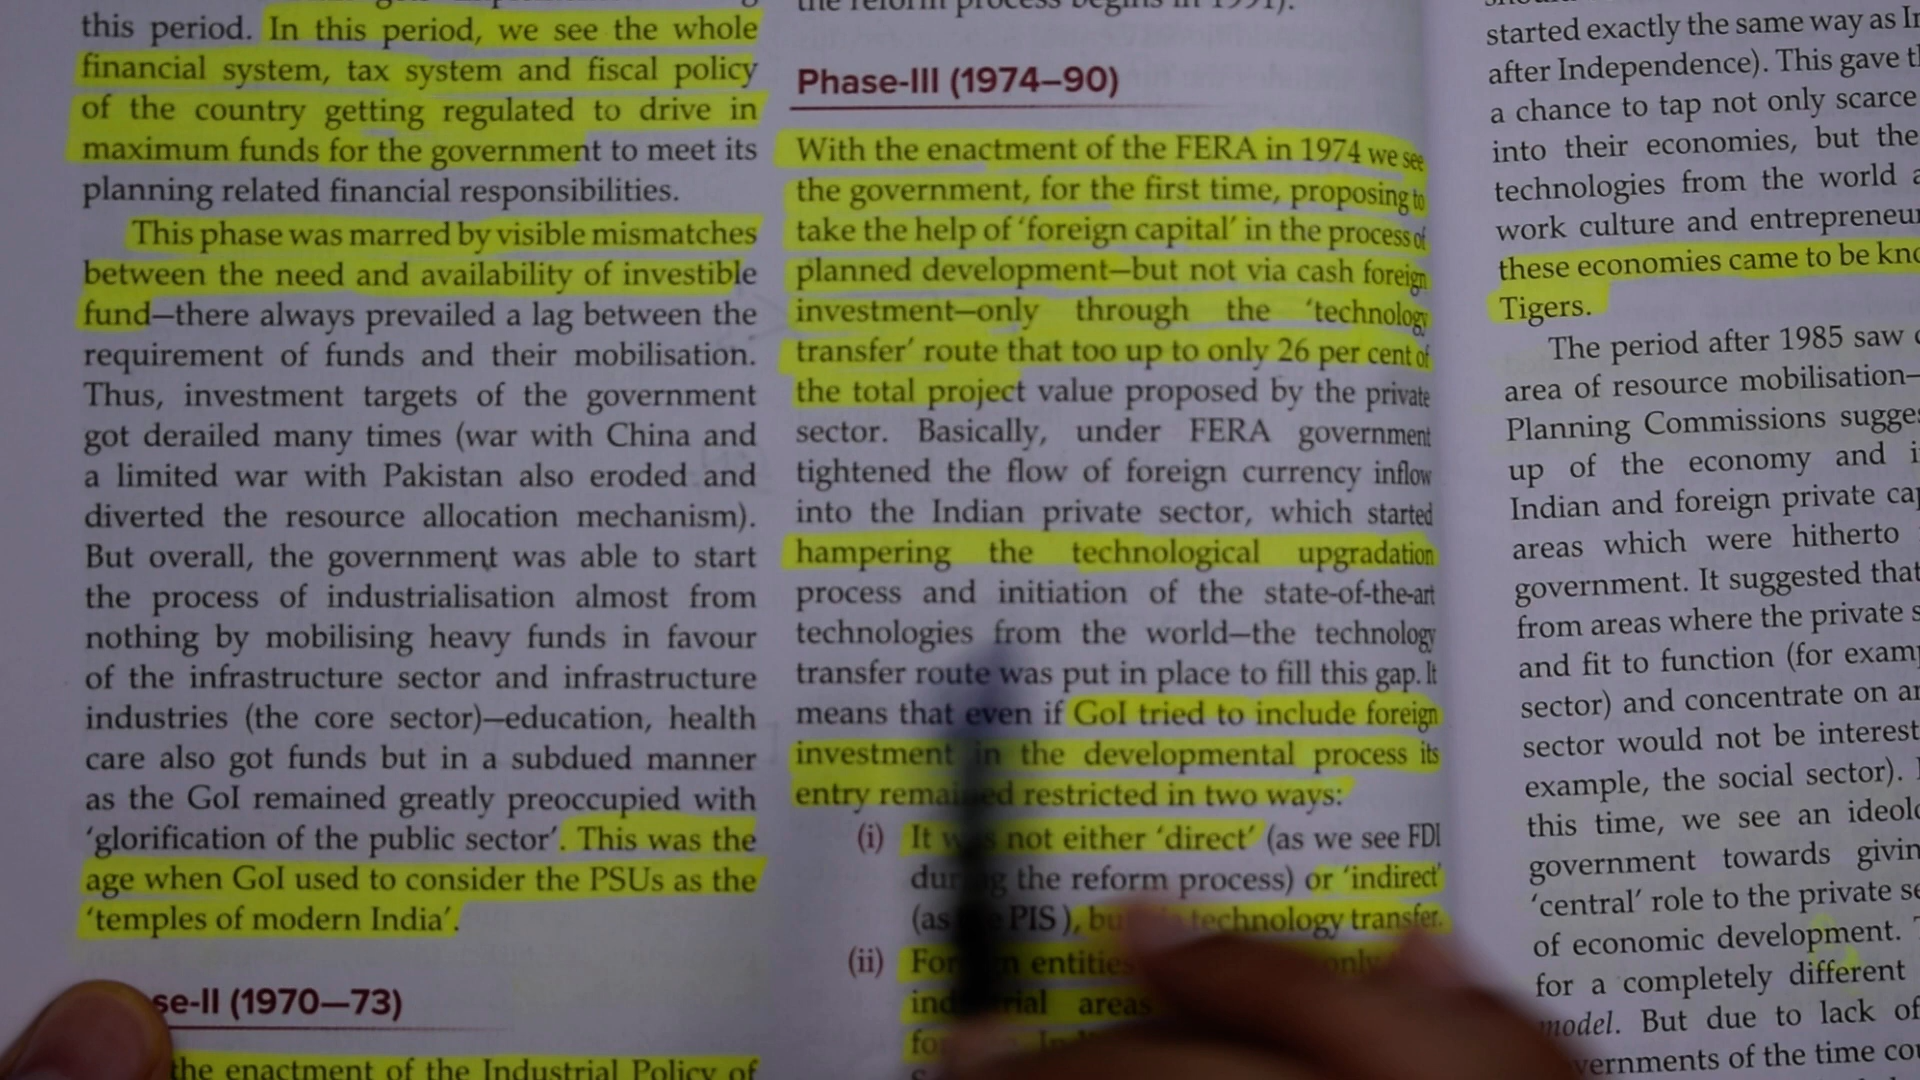 this period. In this period, we see the whole
financial system, tax system and fiscal policy
of the country getting regulated to drive in
maximum funds for the government to meet its
planning related financial responsibilities.
This phase was marred by visible mismatches
between the need and availability of investible
fund—there always prevailed a lag between the
requirement of funds and their mobilisation.
Thus, investment targets of the government
got derailed many times (war with China and
a limited war with Pakistan also eroded and
diverted the resource allocation mechanism).
But overall, the government was able to start
the process of industrialisation almost from
nothing by mobilising heavy funds in favour
of the infrastructure sector and infrastructure
industries (the core sector)—education, health
care also got funds but in a subdued manner
as the GoI remained greatly preoccupied with
‘glorification of the public sector’. This was the
age when GoI used to consider the PSUs as the
‘temples of modern India’.
se-II (1970—73)
the enactment of the Industrial Policy of
the reform process begins in 1991).
Phase-III (1974–90)
With the enactment of the FERA in 1974 we see
the government, for the first time, proposing to
take the help of ‘foreign capital’ in the process of
planned development—but not via cash foreign
investment—only through the ‘technology
transfer’ route that too up to only 26 per cent of
the total project value proposed by the private
sector. Basically, under FERA government
tightened the flow of foreign currency inflow
into the Indian private sector, which started
hampering the technological upgradation
process and initiation of the state-of-the-art
technologies from the world—the technology
transfer route was put in place to fill this gap. It
means that even if GoI tried to include foreign
investment in the developmental process its
entry remained restricted in two ways:
(i) It was not either ‘direct’ (as we see FDI
during the reform process) or ‘indirect’
(as PIS), technology transfer.
(ii) entities only
areas
started exactly the same way as
after Independence). This gave
a chance to tap not only scarce
into their economies, but the
technologies from the world
work culture and
these economies came to be
Tigers.
The period after 1985 saw
area of resource mobilisation—
Planning Commissions
up of the economy and
Indian and foreign private
areas which were hitherto
government. It suggested that
from areas where the private
and fit to function (for
sector) and concentrate on
sector would not be
example, the social sector).
this time, we see an
government towards
‘central’ role to the private
of economic development.
for a completely different
model. But due to lack of
of the time